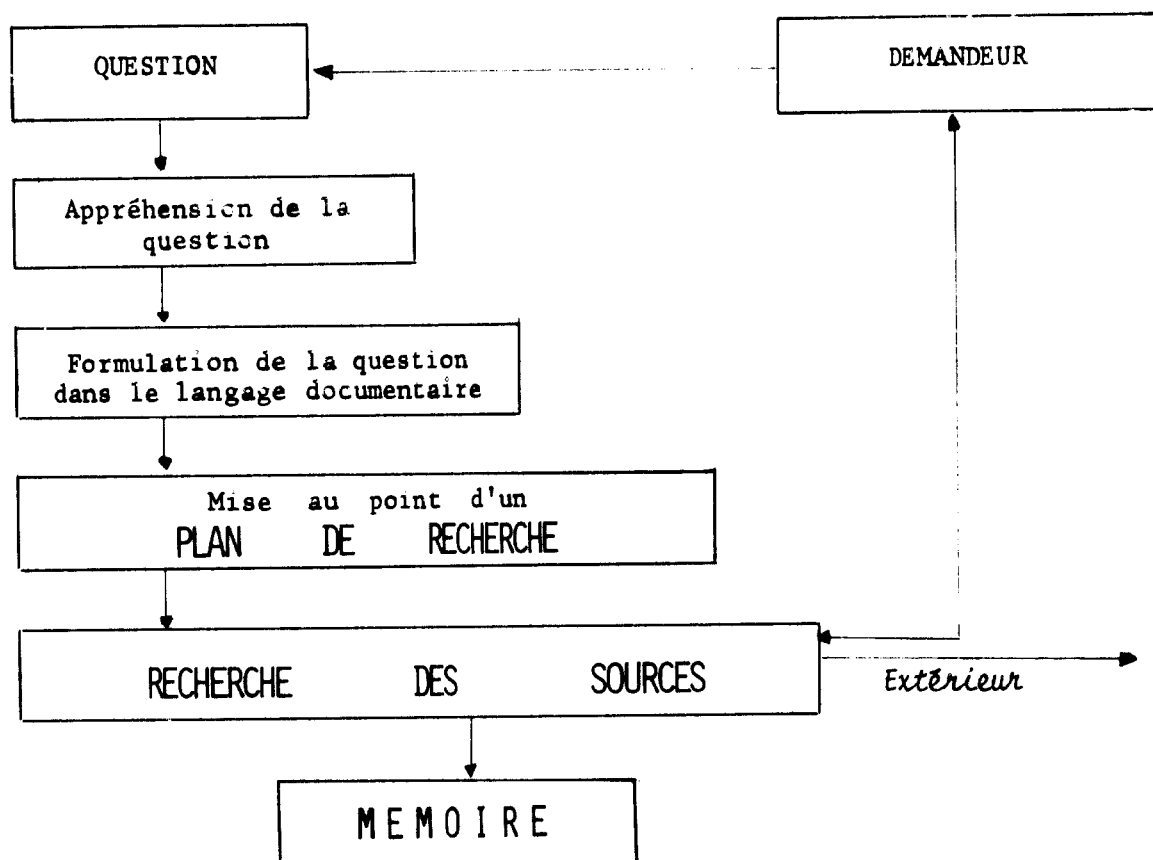 QUESTION
DEMANDEUR
Appréhension de la
question
Formulation de la question
dans le langage documentaire
Mise au point d'un
PLAN DE RECHERCHE
RECHERCHE DES SOURCES
Extérieur
MEMOIRE